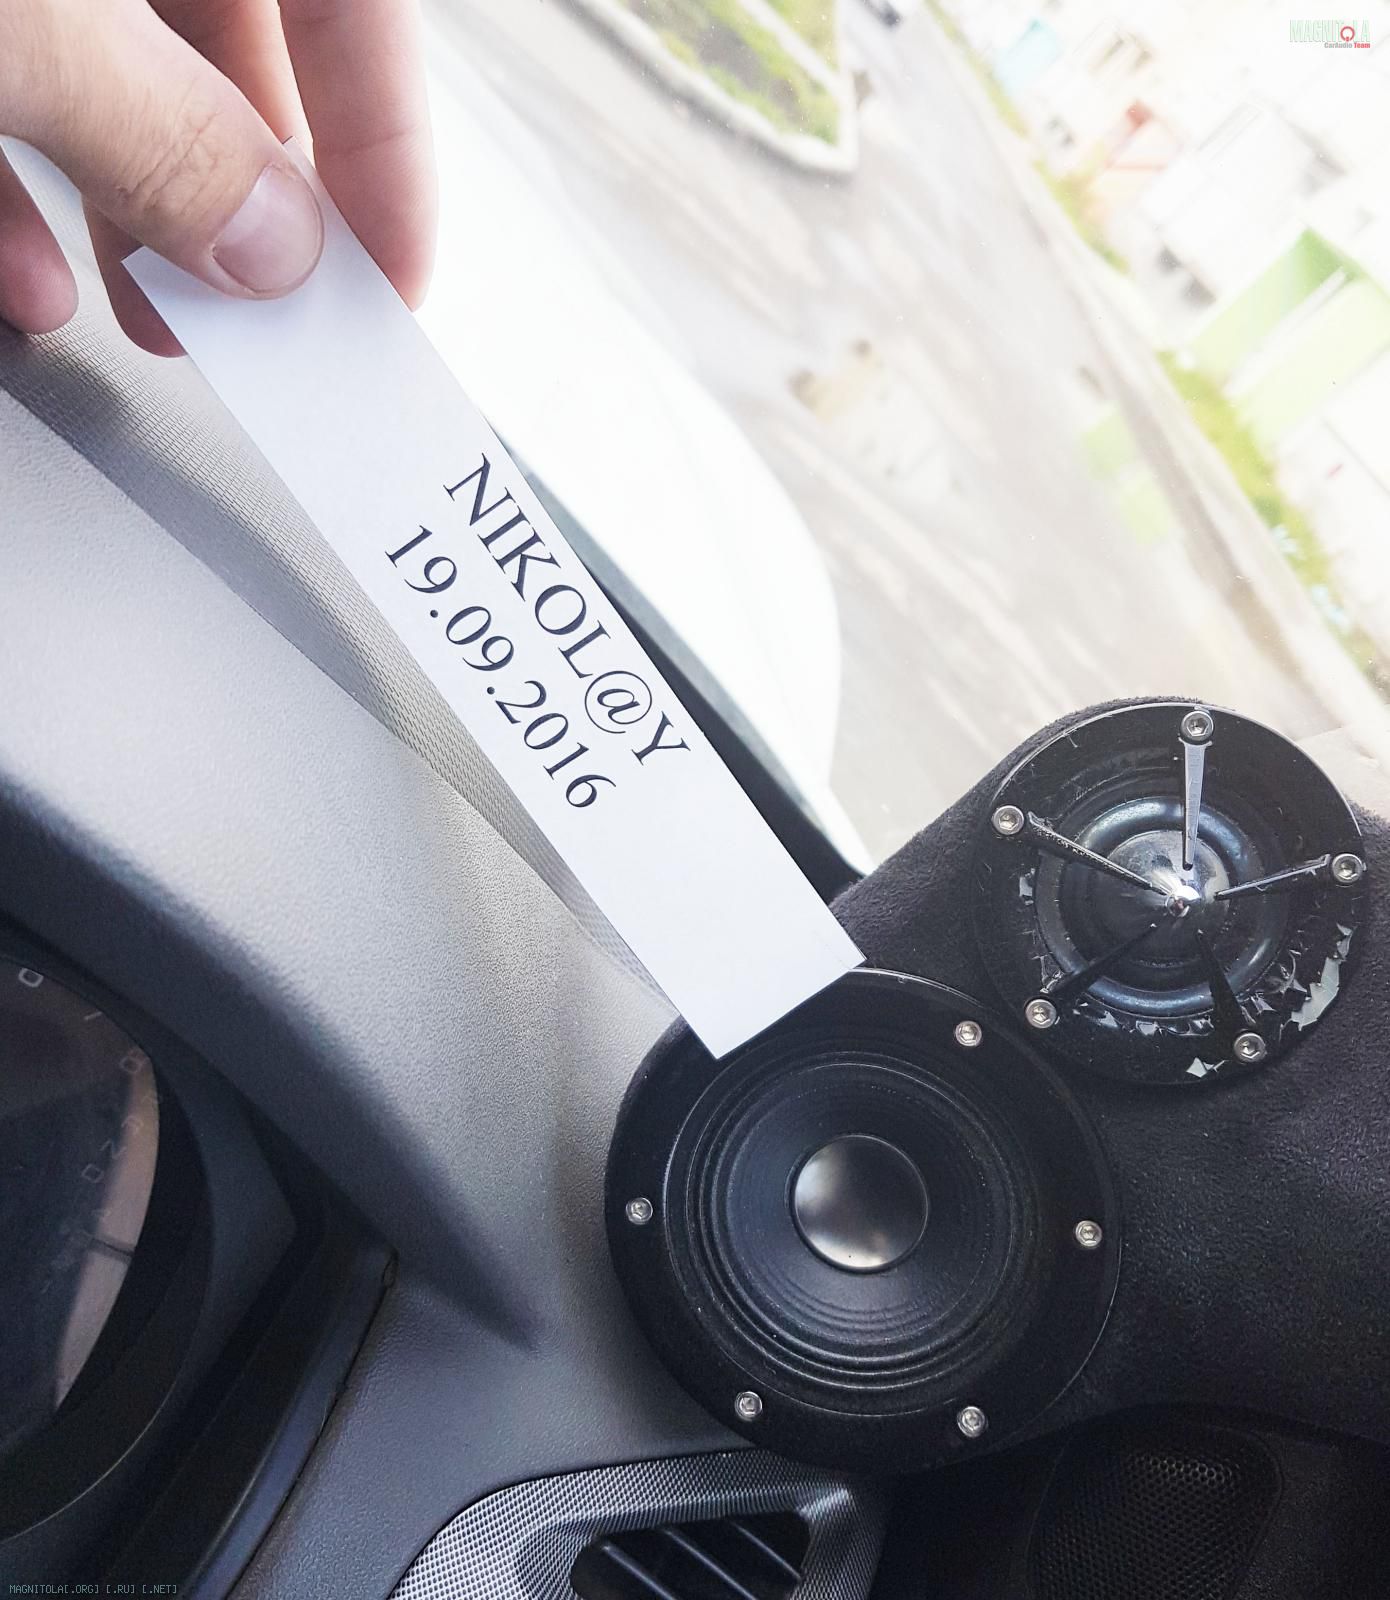 MAGNITOLA
CarAudio Team
NIKOL@Y
19.09.2016
MAGNITOLA[.ORG] [.RU] [.NET]